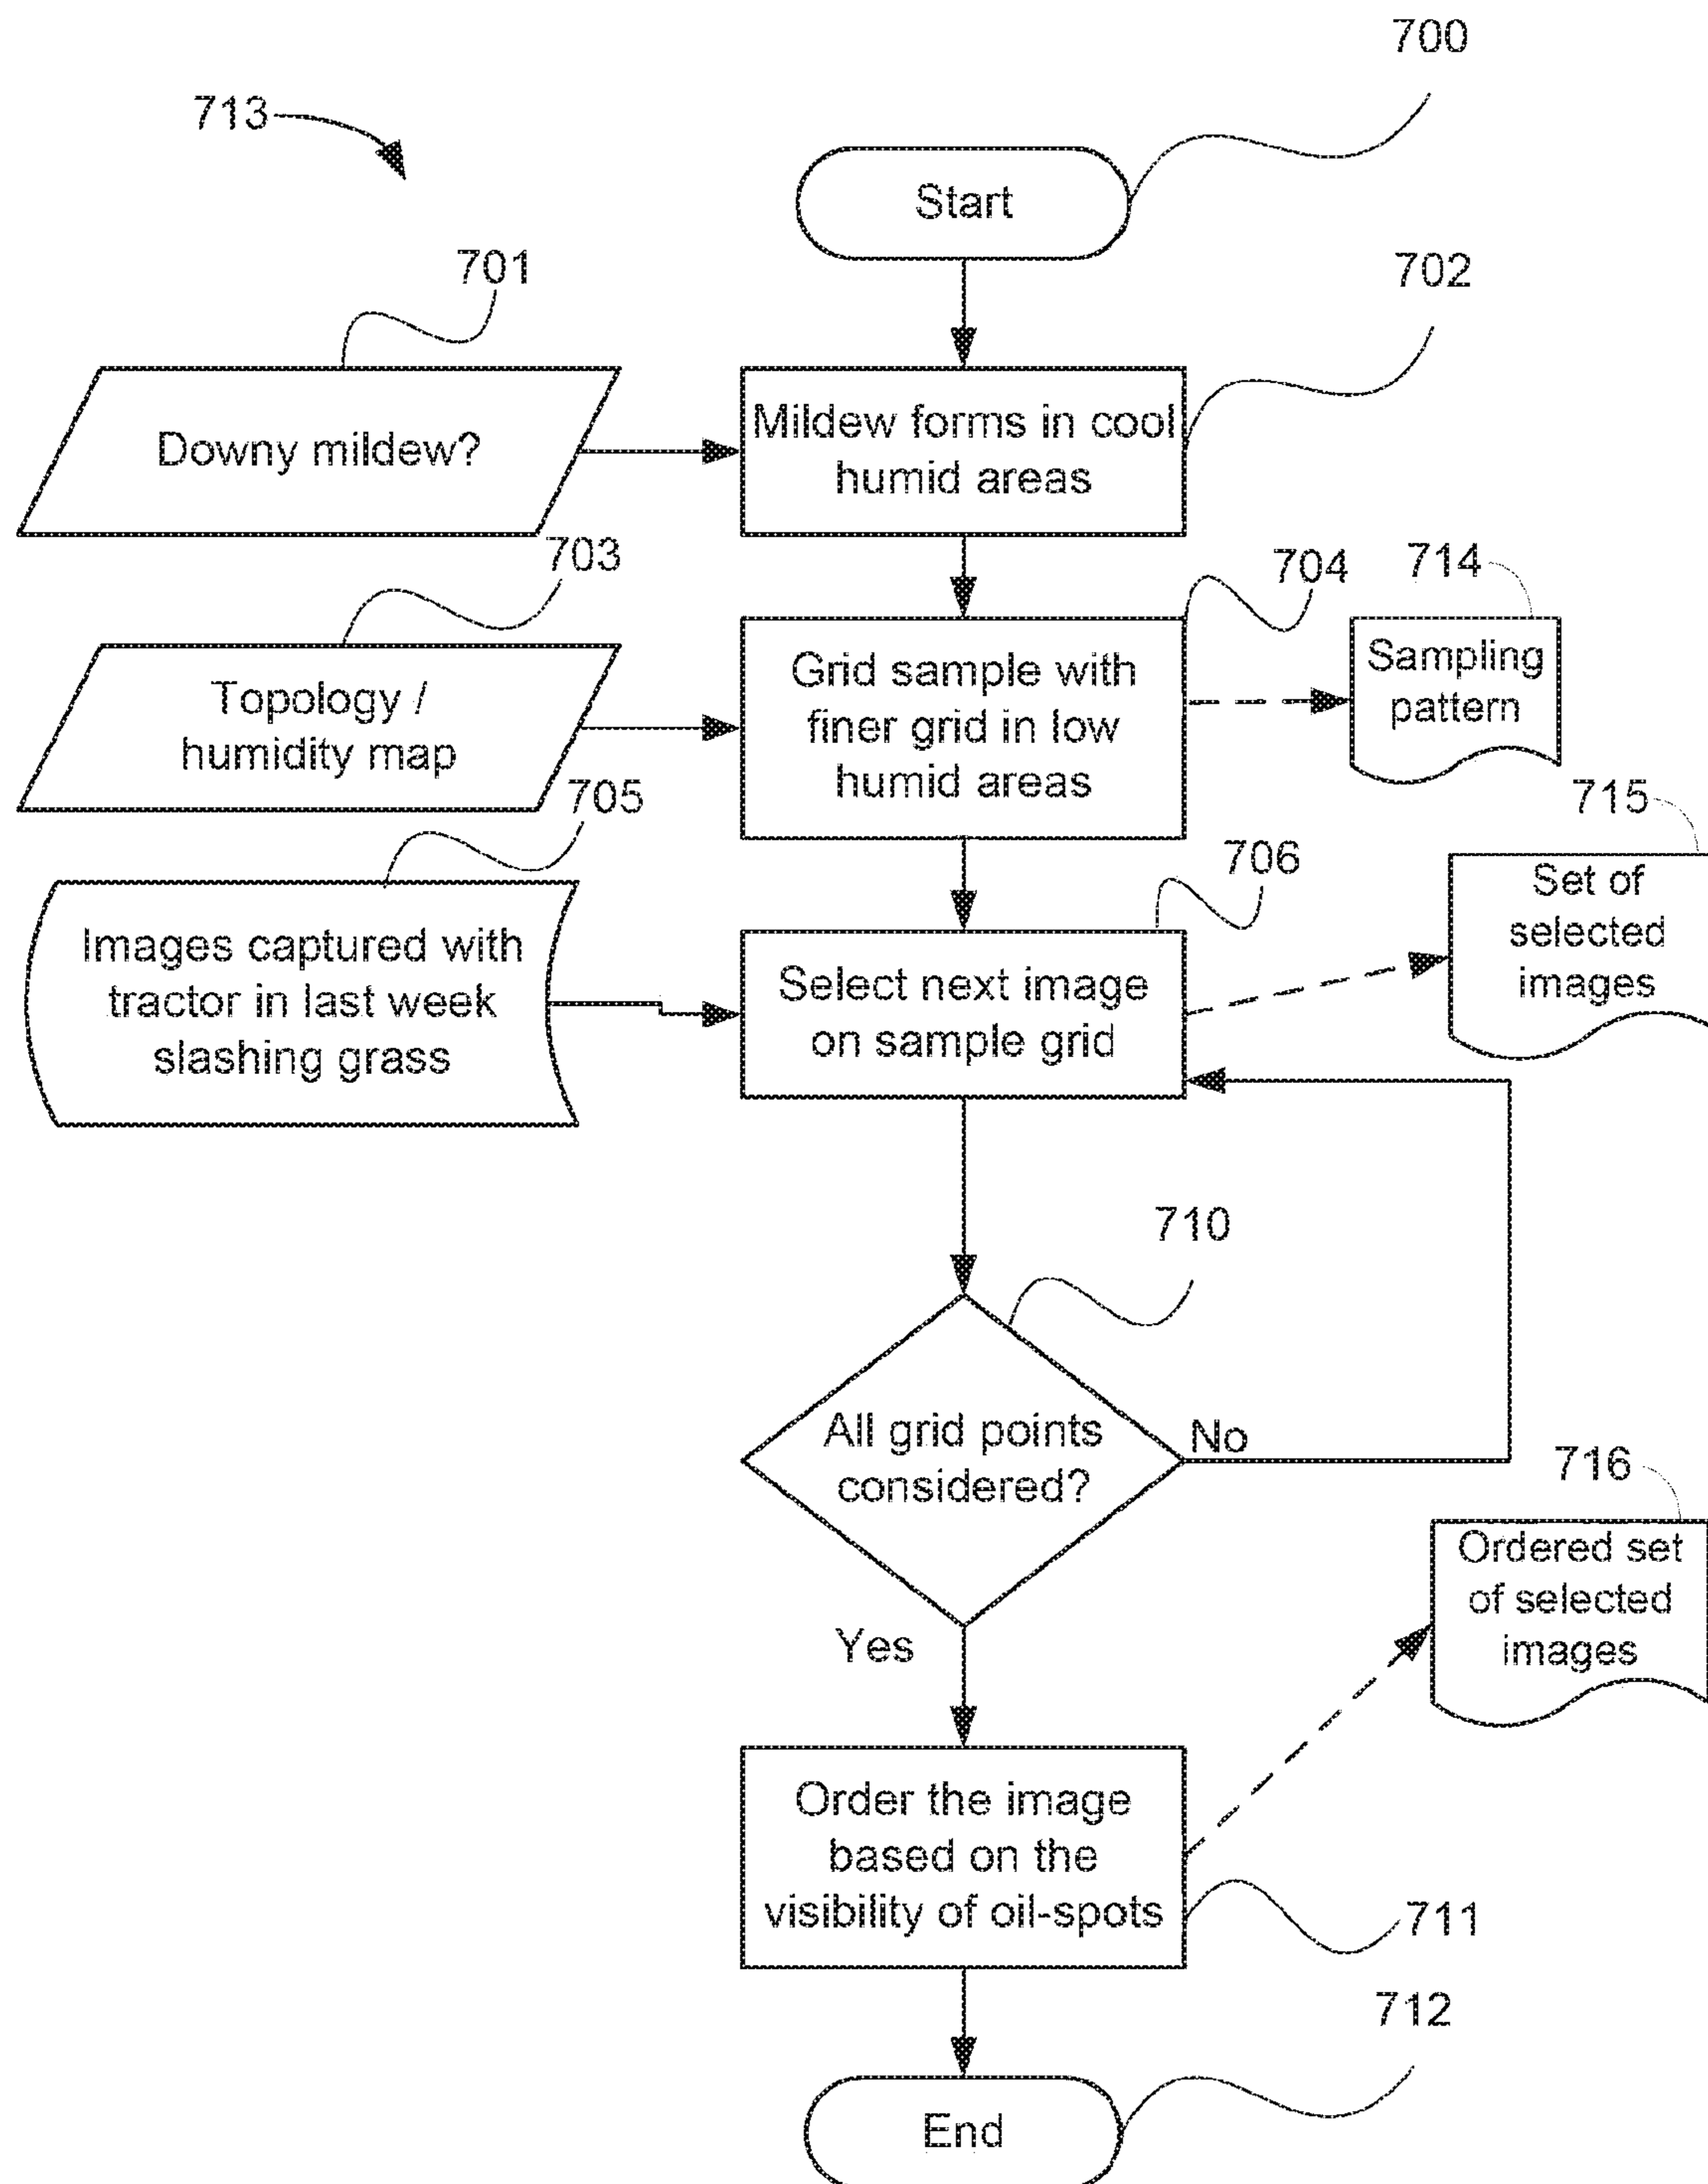 700
713
Start
701
702
Downy mildew?
Mildew forms in cool
humid areas
703
704
714
Topology /
humidity map
Grid sample with
finer grid in low
humid areas
Sampling
pattern
705
706
715
Images captured with
tractor in last week
slashing grass
Select next image
on sample grid
Set of
selected
images
710
All grid points
considered?
No
Yes
716
Ordered set
of selected
images
Order the image
based on the
visibility of oil-spots
711
712
End